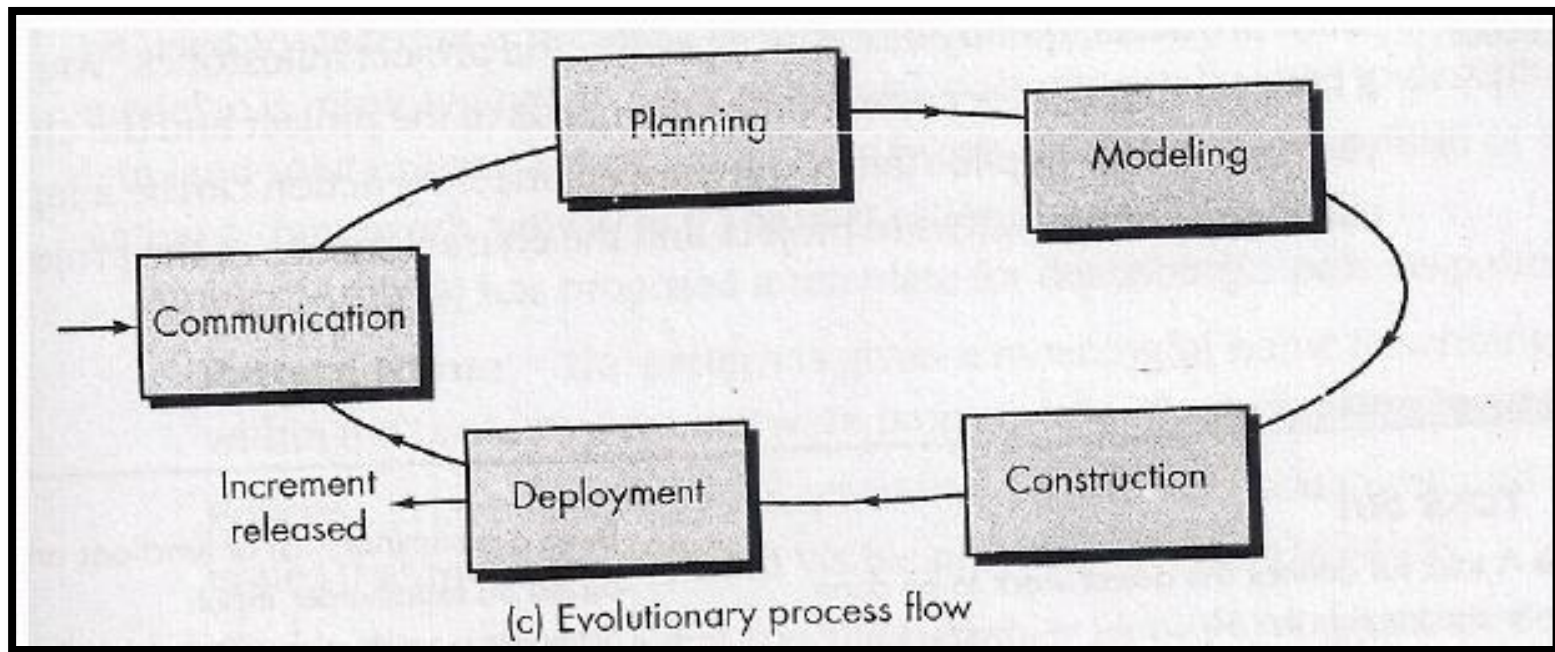 Planning
Modeling
Communication
Construction
Deployment
Increment
released
(c) Evolutionary process flow